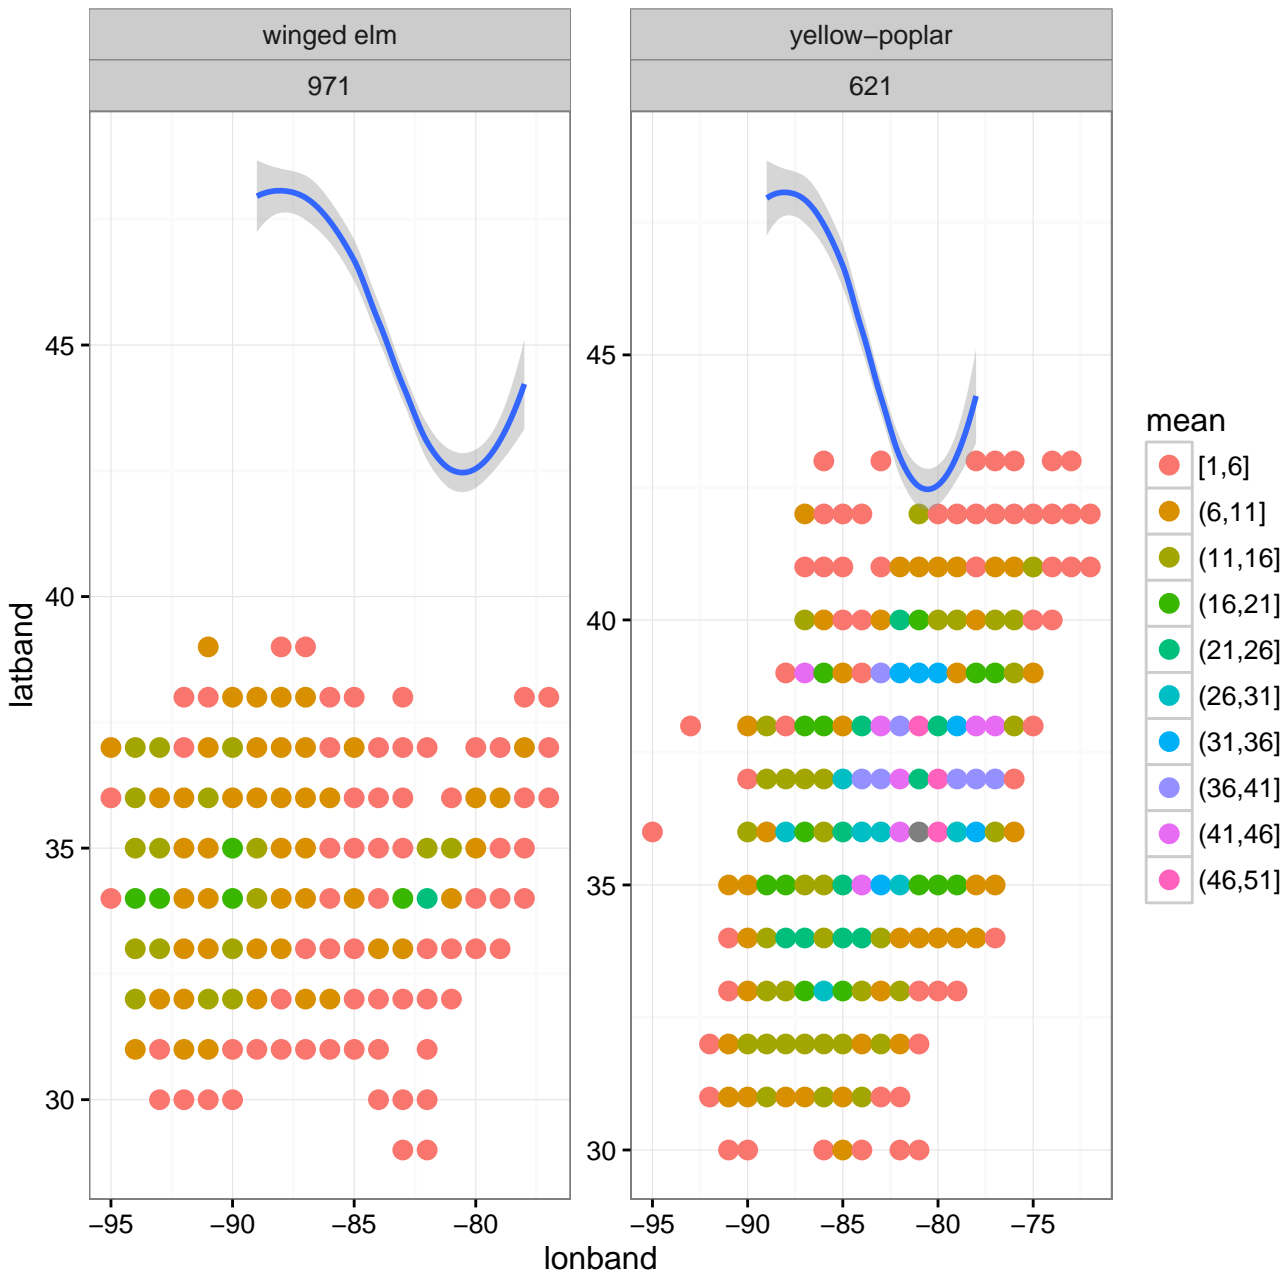 winged elm
971
yellow−poplar
621
45
40
35
30
−95 −90 −85 −80
45
40
35
30
−95 −90 −85 −80 −75
latband
lonband
mean
[1,6]
(6,11]
(11,16]
(16,21]
(21,26]
(26,31]
(31,36]
(36,41]
(41,46]
(46,51]